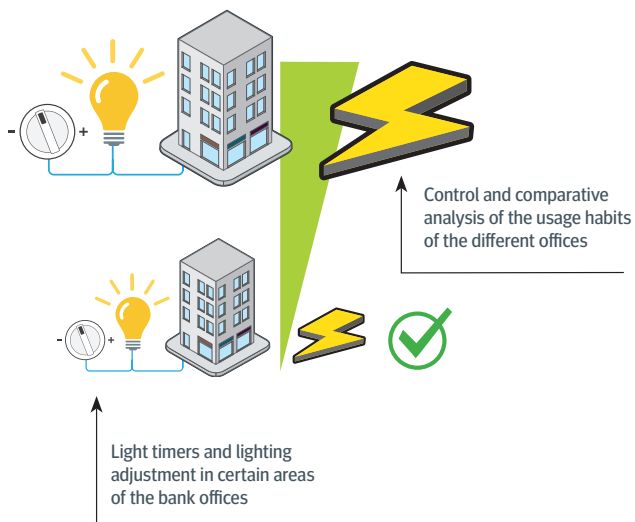 - +
Control and comparative
analysis of the usage habits
of the different offices
- +
Light timers and lighting
adjustment in certain areas
of the bank offices